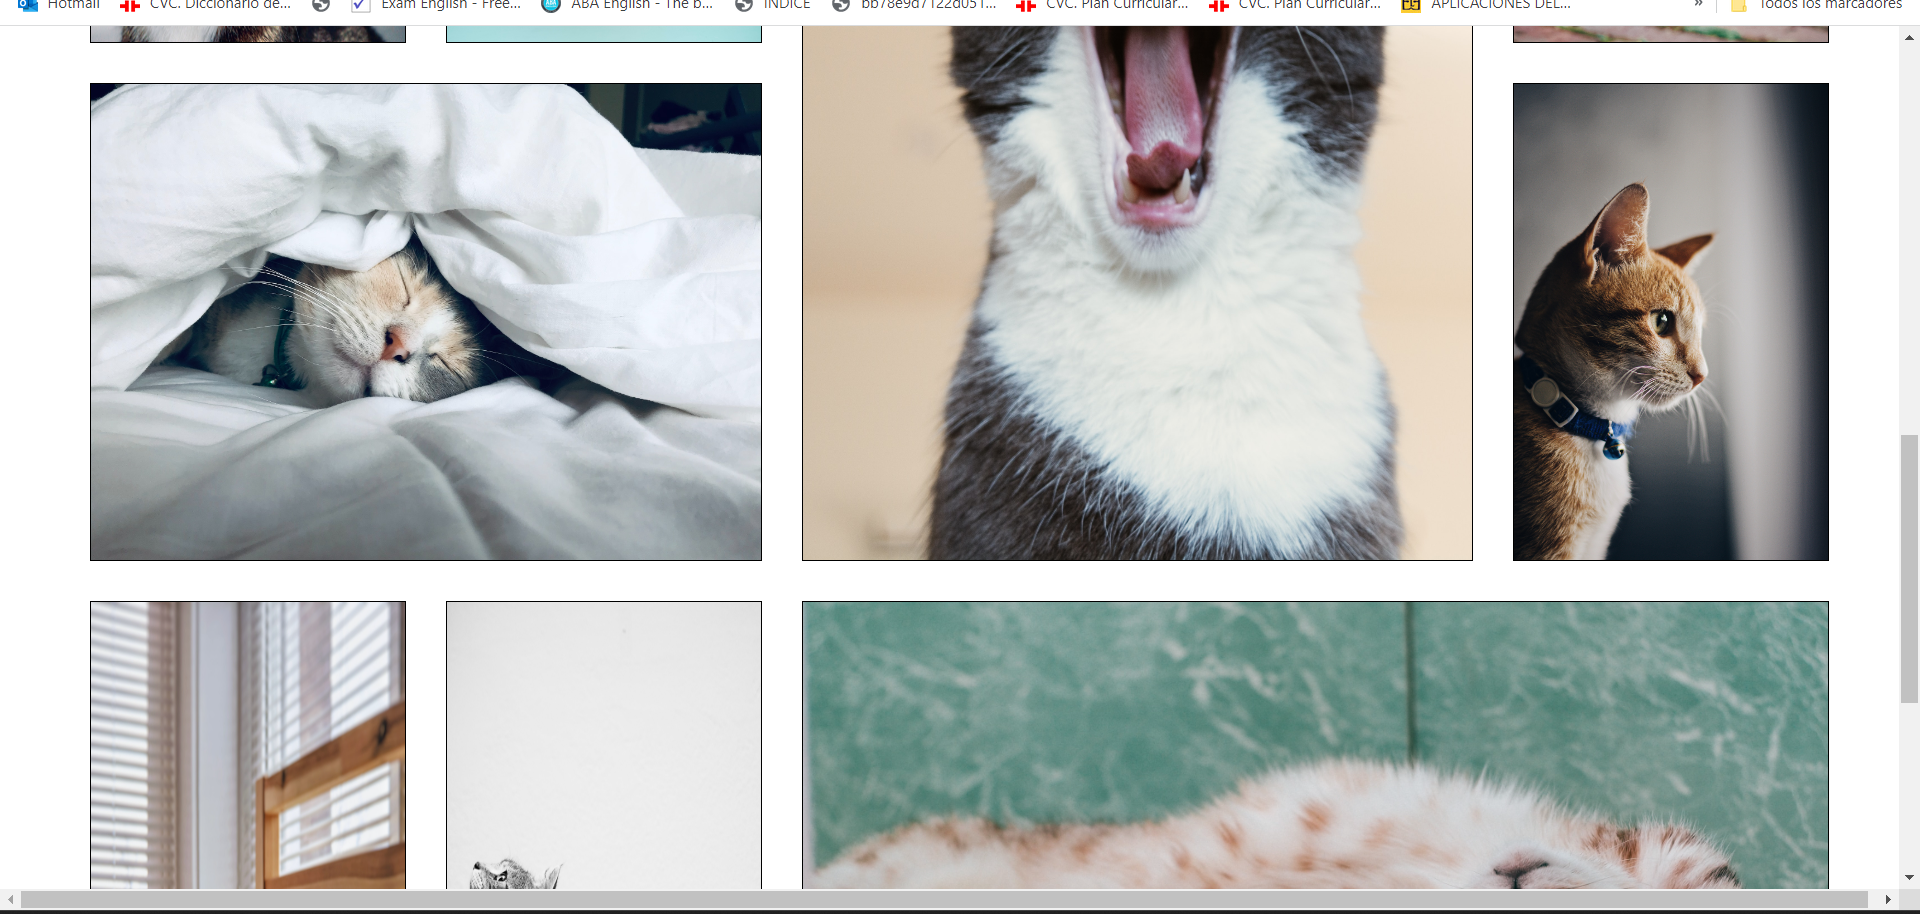 Hotmail CVC. Diccionario de... Exam English - Free... ABA English - The b... ÍNDICE bb78e9d7122d051... CVC. Plan Curricular... CVC. Plan Curricular... APLICACIONES DEL... » Todos los marcadores